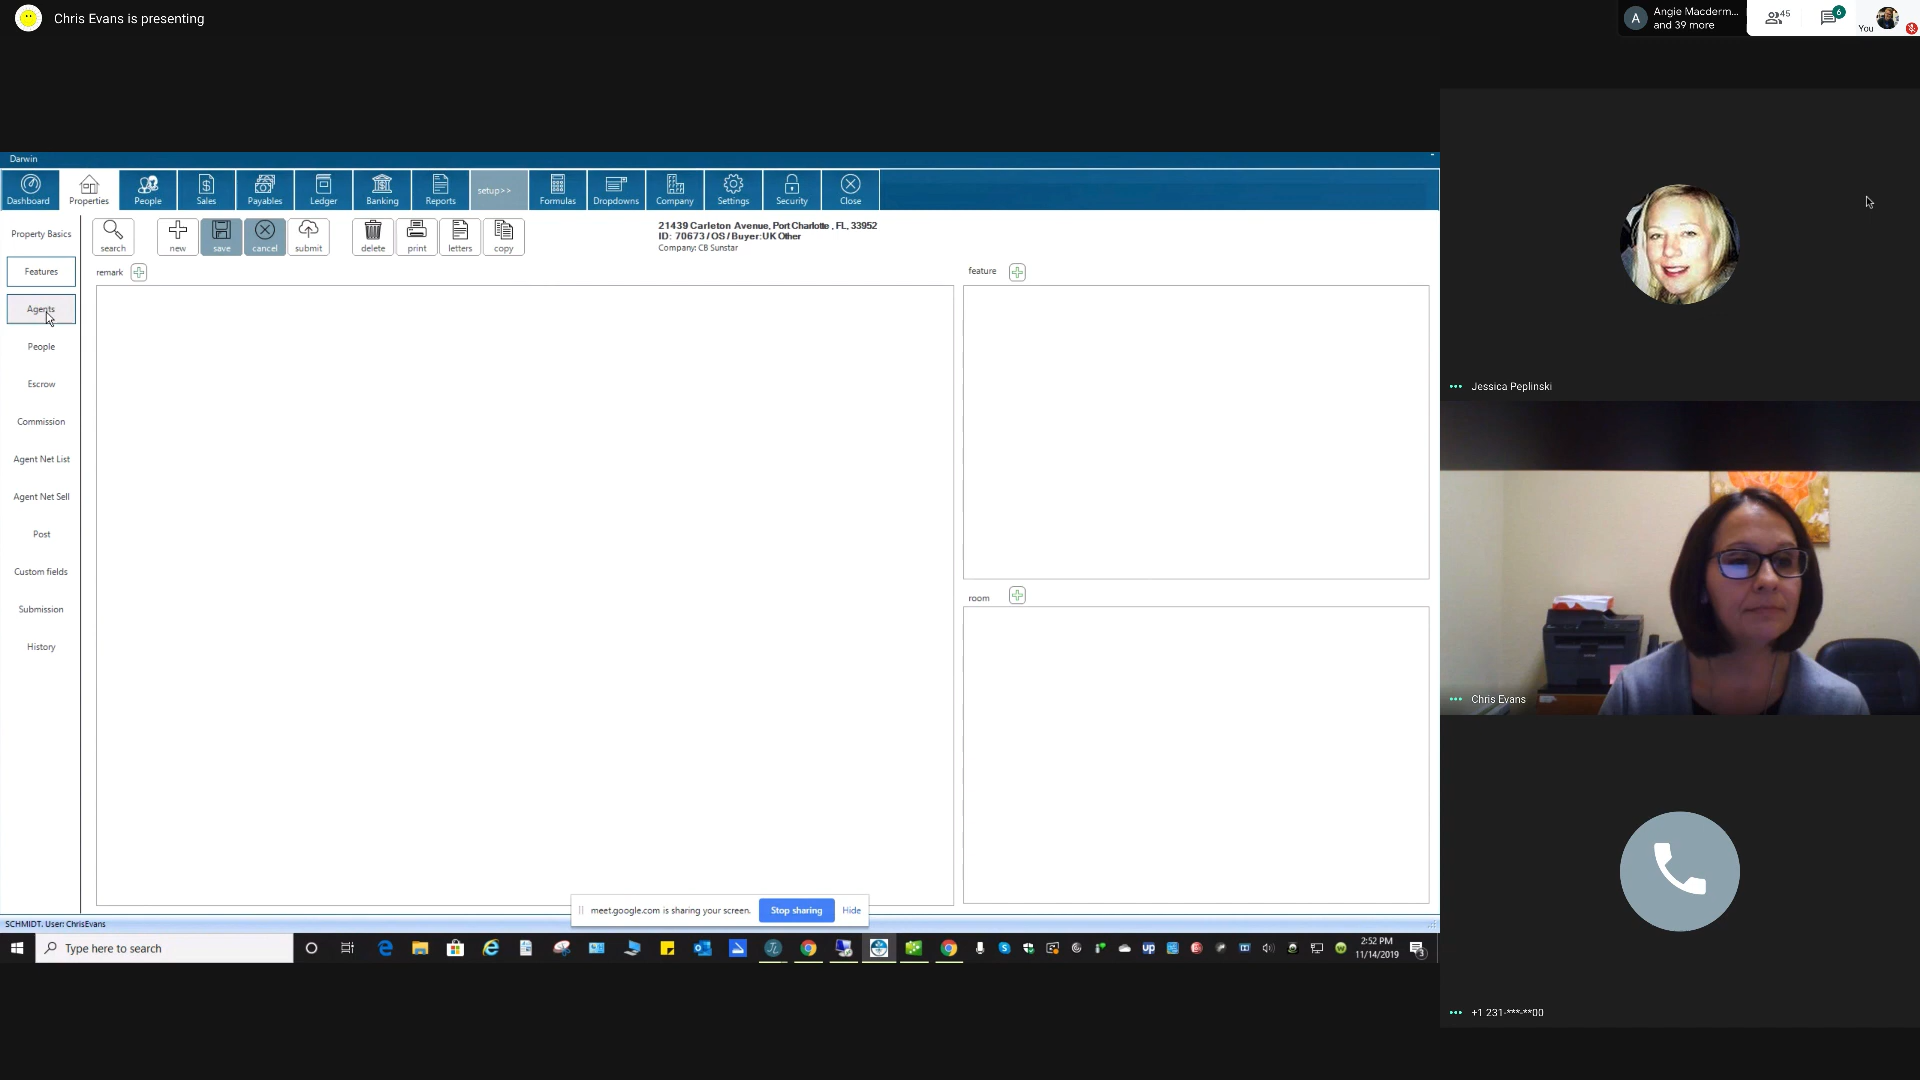 Chris Evans is presenting
A
Angie Macderm...
and 39 more
45
6
You
Darwin
Dashboard
Properties
People
Sales
Payables
Ledger
Banking
Reports
setup>>
Formulas
Dropdowns
Company
Settings
Security
Close
Property Basics
Features
Agents
People
Escrow
Commission
Agent Net List
Agent Net Sell
Post
Custom fields
Submission
History
search
new
save
cancel
submit
delete
print
letters
copy
21439 Carleton Avenue, Port Charlotte , FL, 33952
ID: 70673 / OS / Buyer:UK Other
Company: CB Sunstar
remark
feature
room
Jessica Peplinski
Chris Evans
+1 231-***-**00
meet.google.com is sharing your screen.
Stop sharing
Hide
SCHMIDT. User: ChrisEvans
Type here to search
up
2:52 PM
11/14/2019
3